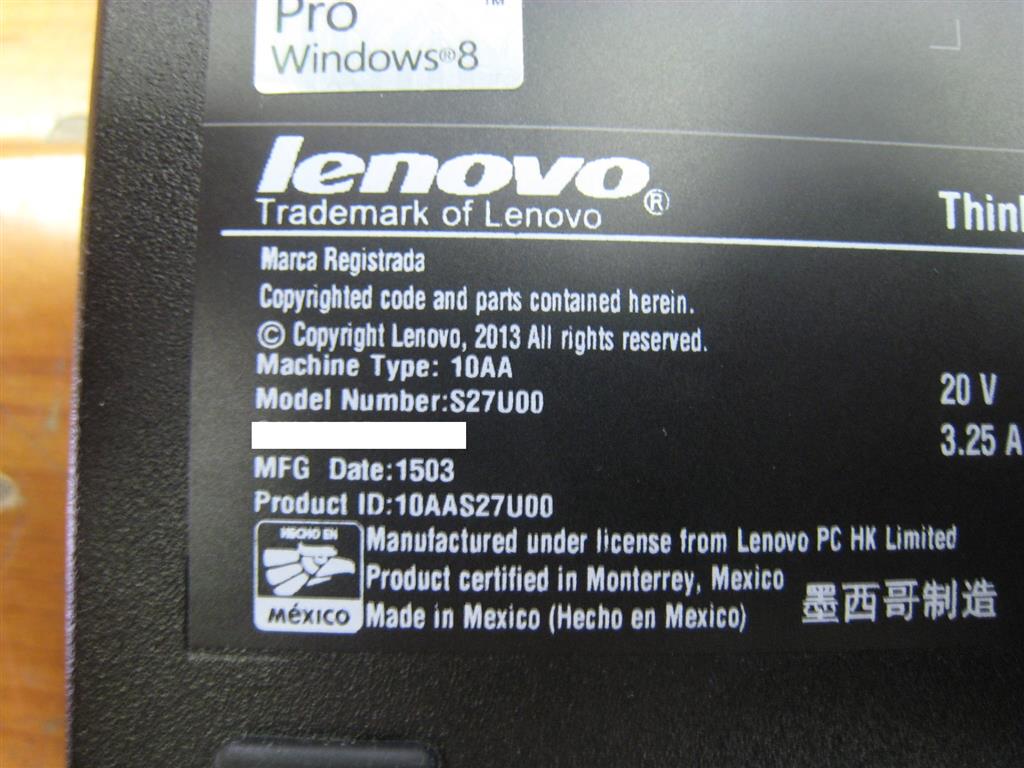 Pro
TM
Windows®8
lenovo®
Trademark of Lenovo
Marca Registrada
Copyrighted code and parts contained herein.
© Copyright Lenovo, 2013 All rights reserved.
Machine Type: 10AA
20 V
Model Number:S27U00
3.25 A
MFG Date:1503
Product ID:10AAS27U00
HECHO EN
MéXICO
Manufactured under license from Lenovo PC HK Limited
Product certified in Monterrey, Mexico
Made in Mexico (Hecho en Mexico)
墨西哥制造